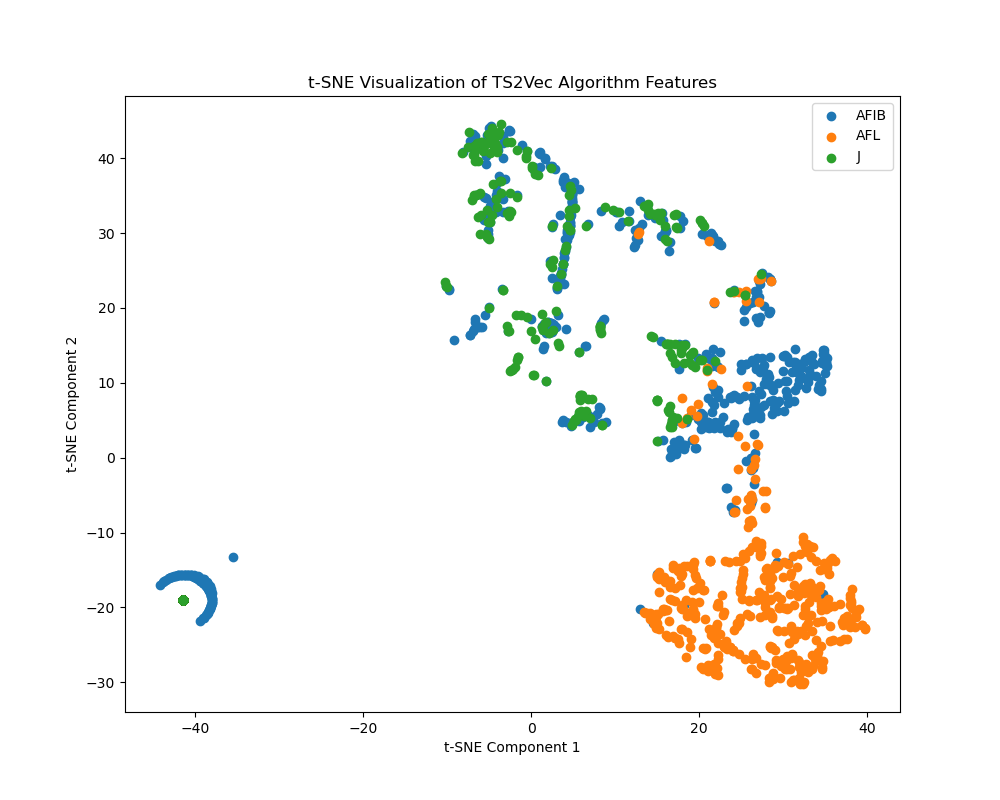 t-SNE Visualization of TS2Vec Algorithm Features
AFIB
AFL
J
t-SNE Component 2
40
30
20
10
0
−10
−20
−30
−40
−20
0
20
40
t-SNE Component 1